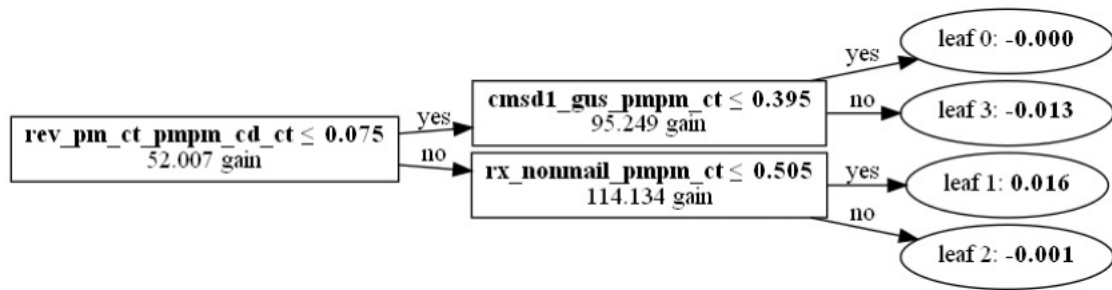 rev_pm_ct_pmpm_cd_ct ≤ 0.075
52.007 gain
yes
no
cmsd1_gus_pmpm_ct ≤ 0.395
95.249 gain
rx_nonmail_pmpm_ct ≤ 0.505
114.134 gain
yes
no
yes
no
leaf 0: -0.000
leaf 3: -0.013
leaf 1: 0.016
leaf 2: -0.001